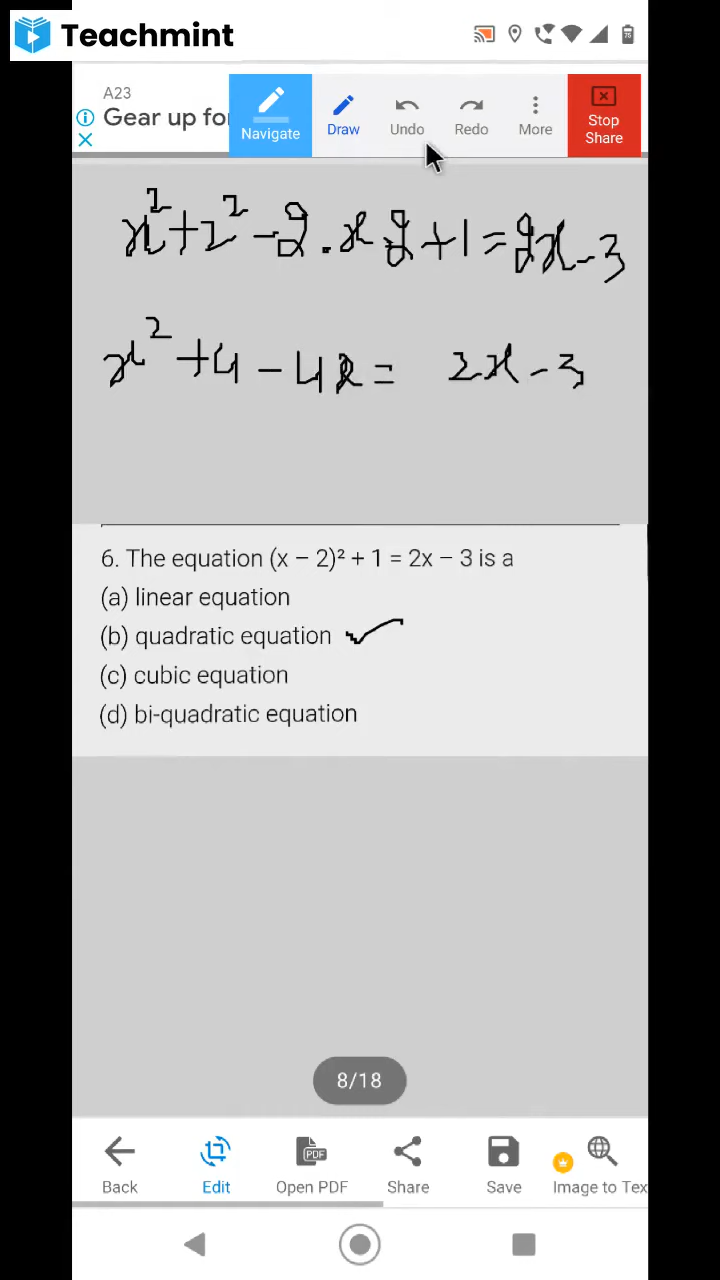 Teachmint
A23
Gear up fo
Navigate
Draw
Undo
Redo
More
Stop
Share
x² + 2² - 2 . x 2 + 1 = 2x - 3
x² + 4 - 4x = 2x - 3
6. The equation (x – 2)² + 1 = 2x – 3 is a
(a) linear equation
(b) quadratic equation ✓
(c) cubic equation
(d) bi-quadratic equation
8/18
PDF
Back
Edit
Open PDF
Share
Save
Image to Tex